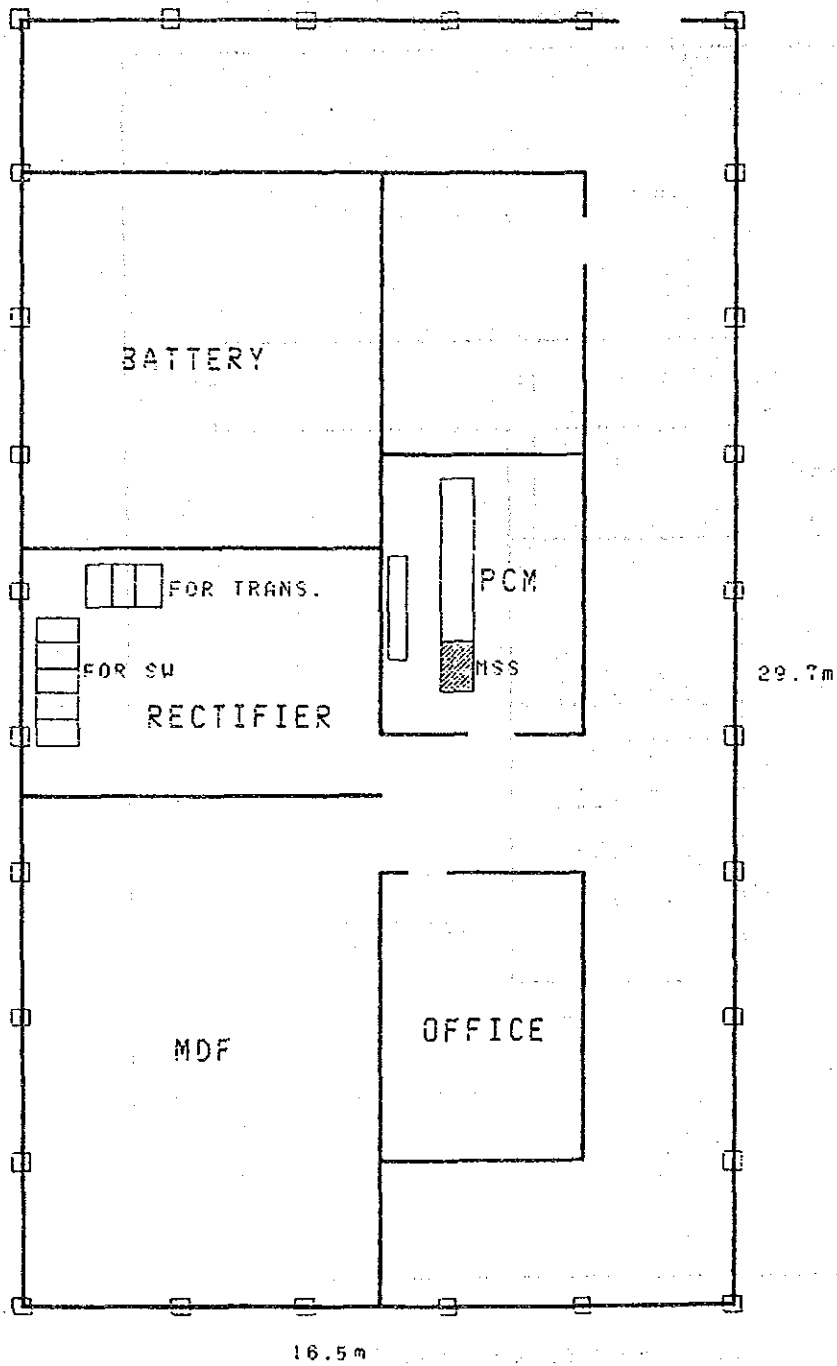 BATTERY
FOR TRANS.
PCM
FOR SW
MSS
29.7m
RECTIFIER
OFFICE
MDF
16.5m